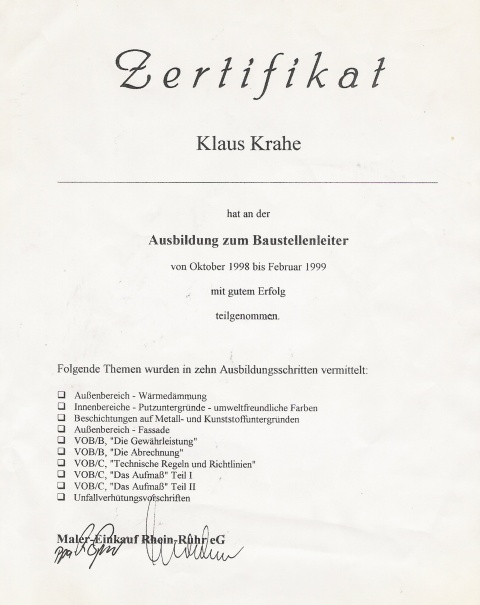 Zertifikat
Klaus Krahe
hat an der
Ausbildung zum Baustellenleiter
von Oktober 1998 bis Februar 1999
mit gutem Erfolg
teilgenommen.
Folgende Themen wurden in zehn Ausbildungsschritten vermittelt:
❑ Außenbereich - Wärmedämmung
❑ Innenbereiche - Putzuntergründe - umweltfreundliche Farben
❑ Beschichtungen auf Metall- und Kunststoffuntergründen
❑ Außenbereich - Fassade
❑ VOB/B, "Die Gewährleistung"
❑ VOB/B, "Die Abrechnung"
❑ VOB/C, "Technische Regeln und Richtlinien"
❑ VOB/C, "Das Aufmaß" Teil I
❑ VOB/C, "Das Aufmaß" Teil II
❑ Unfallverhütungsvorschriften
Maler-Einkauf Rhein-Ruhr eG
ppa